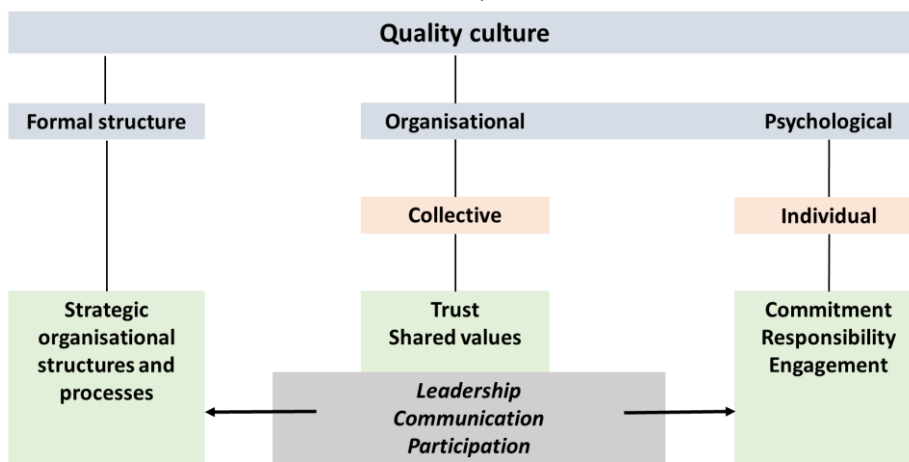 Quality culture
Formal structure
Organisational
Psychological
Collective
Individual
Strategic
organisational
structures and
processes
Trust
Shared values
Commitment
Responsibility
Engagement
Leadership
Communication
Participation